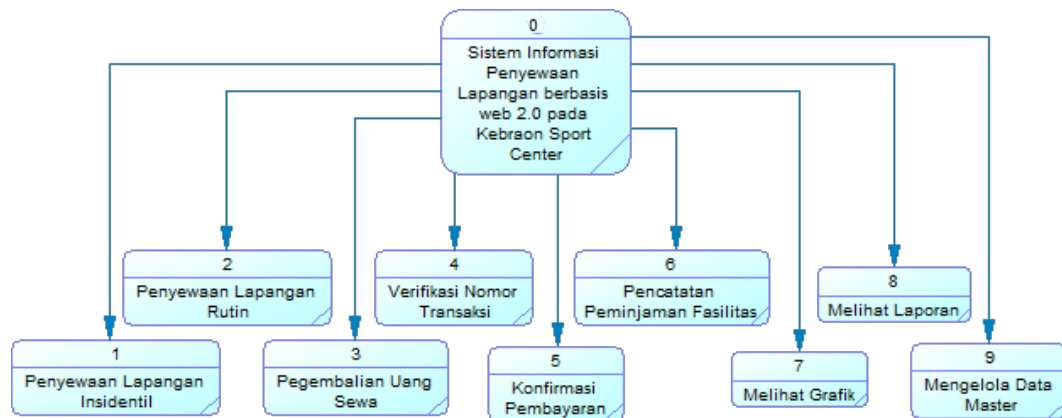 0
Sistem Informasi
Penyewaan
Lapangan berbasis
web 2.0 pada
Kebraon Sport
Center
2
Penyewaan Lapangan
Rutin
4
Verifikasi Nomor
Transaksi
6
Pencatatan
Peminjaman Fasilitas
8
Melihat Laporan
1
Penyewaan Lapangan
Insidentil
3
Pegembalian Uang
Sewa
5
Konfirmasi
Pembayaran
7
Melihat Grafik
9
Mengelola Data
Master